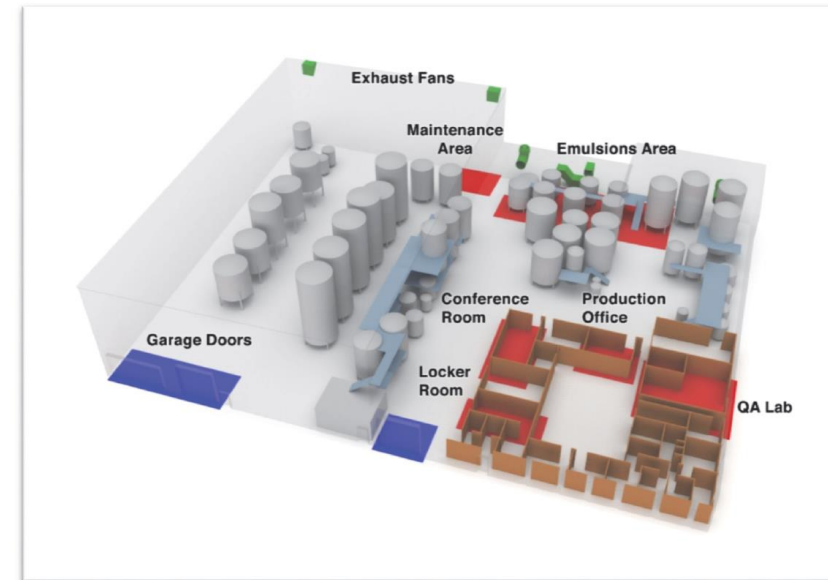 Exhaust Fans
Maintenance
Area
Emulsions Area
Conference
Room
Production
Office
Garage Doors
Locker
Room
QA Lab